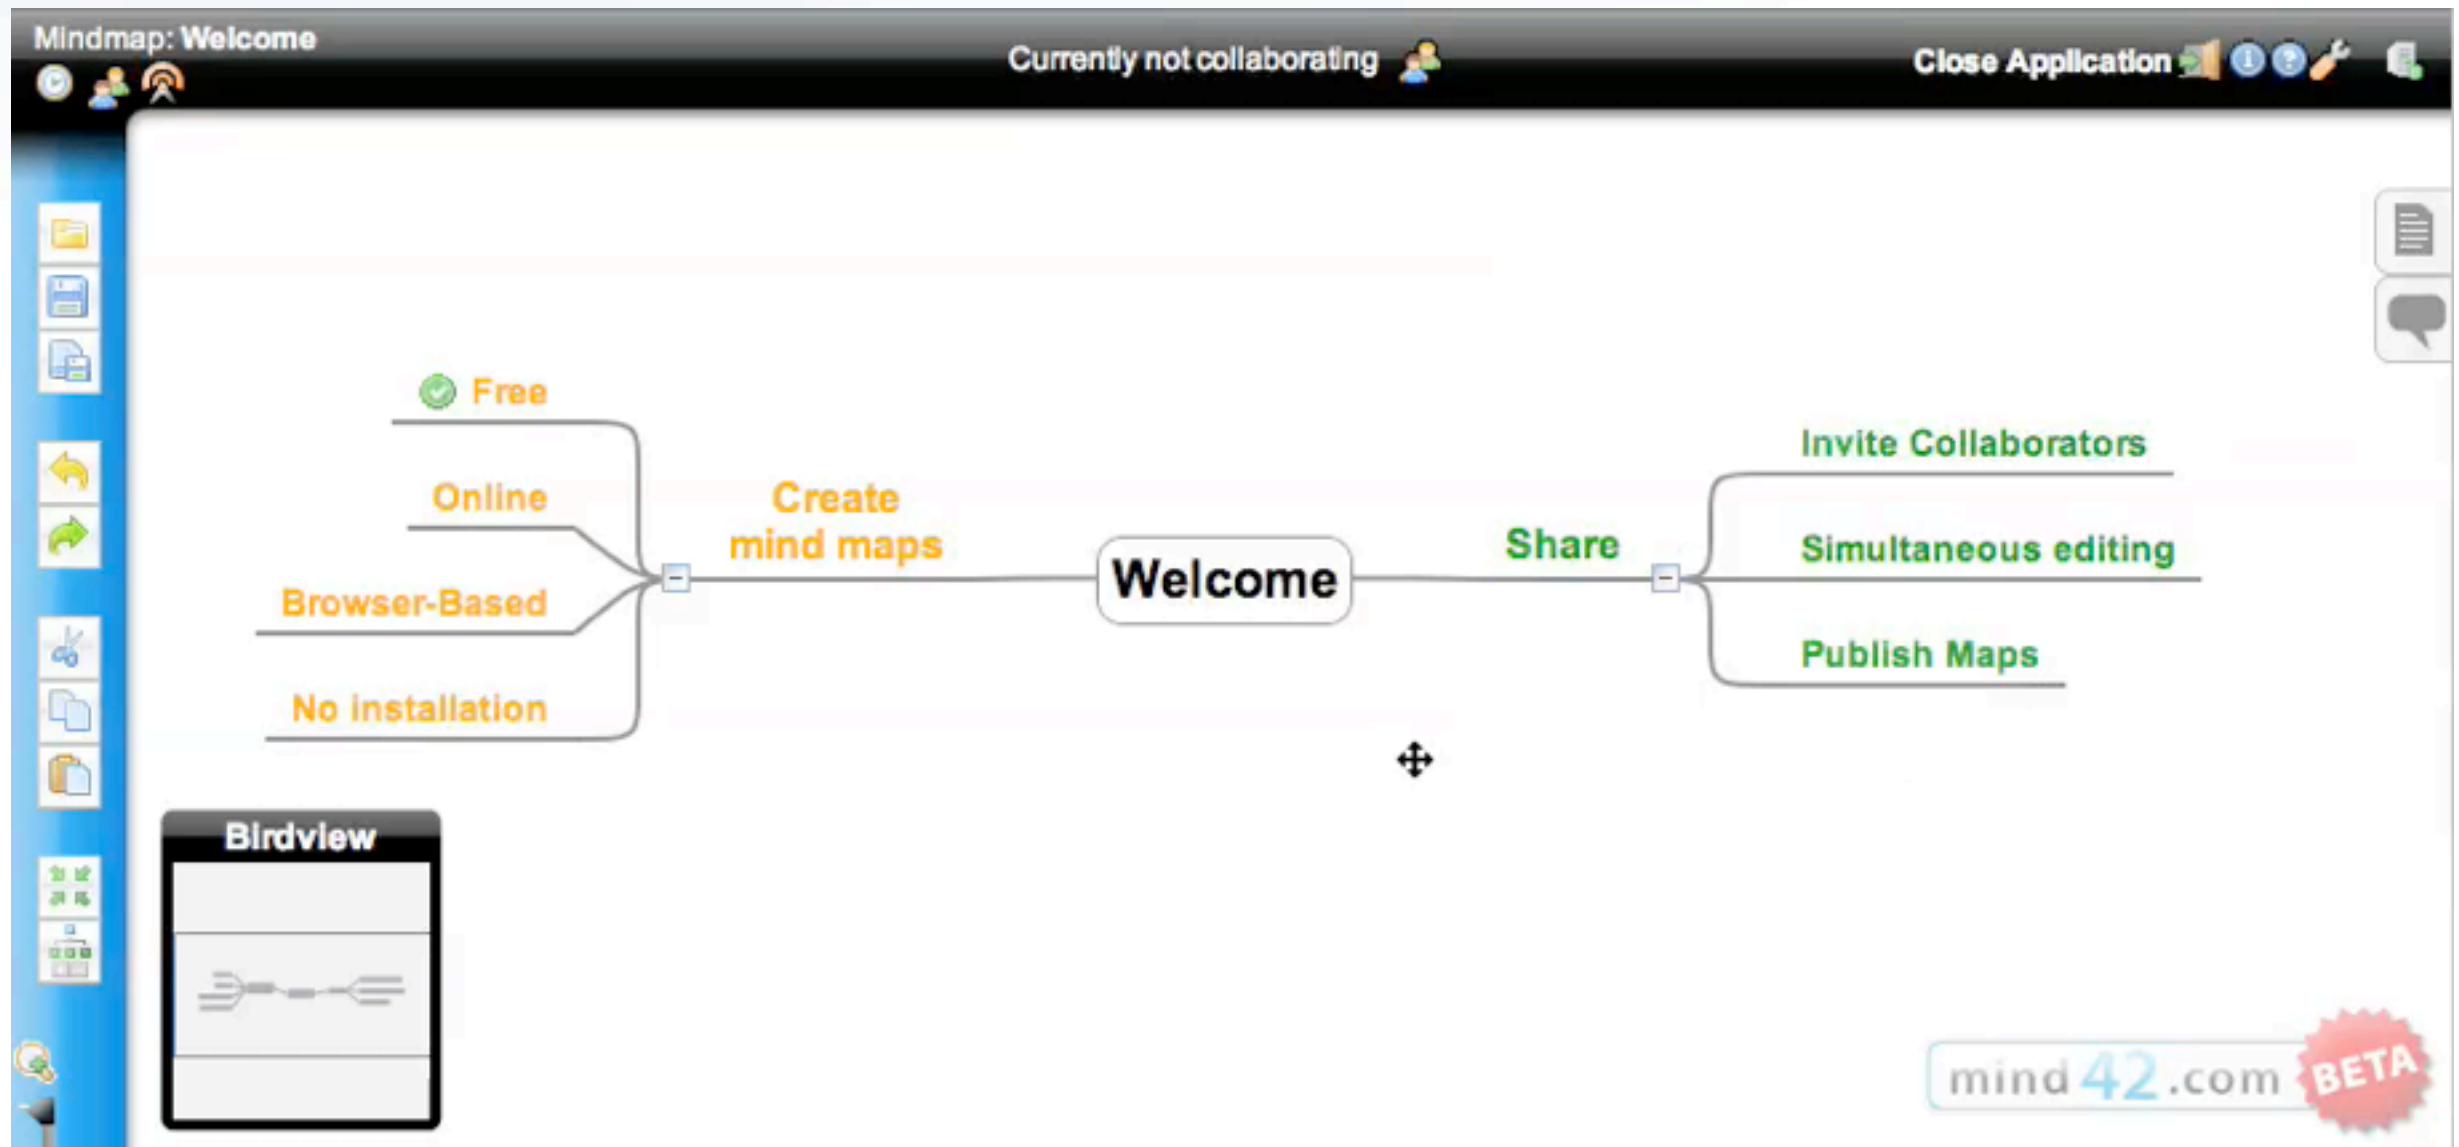 Mindmap: Welcome
Currently not collaborating
Close Application
Free
Online
Browser-Based
No installation
Create
mind maps
Welcome
Share
Invite Collaborators
Simultaneous editing
Publish Maps
Birdview
mind42.com
BETA